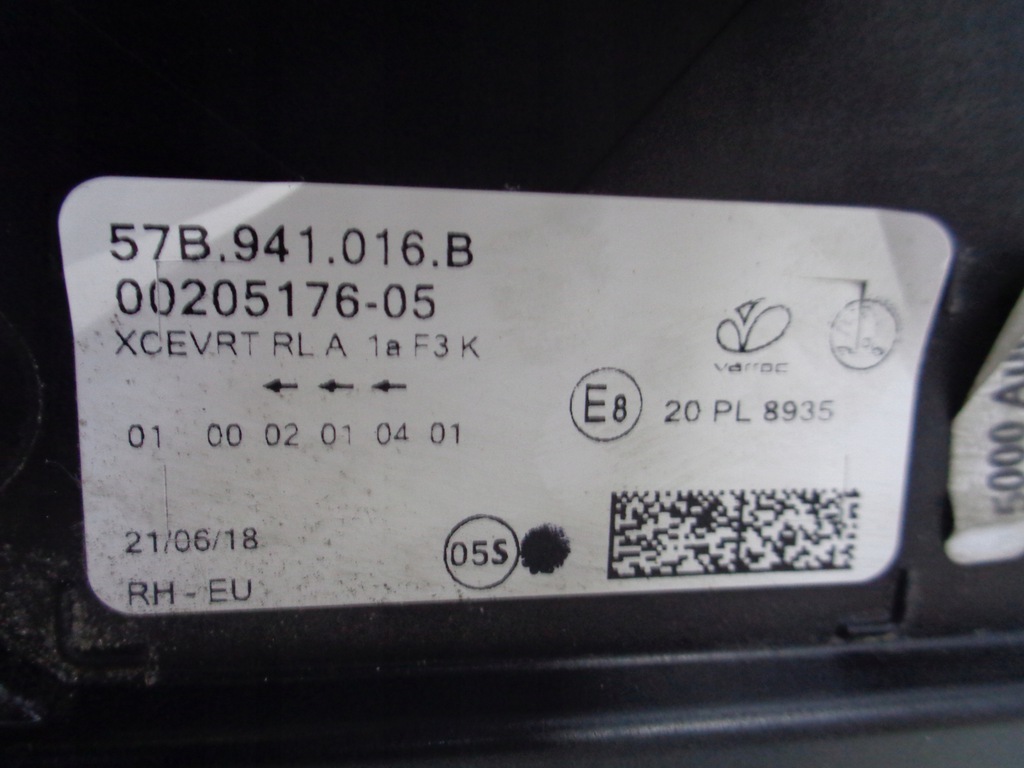 57B.941.016.B
00205176-05
XCEVRT RL A 1a F3 K
← ← ←
01 00 02 01 04 01
varroc
E8 20 PL 8935
21/06/18
05S
RH - EU
5000